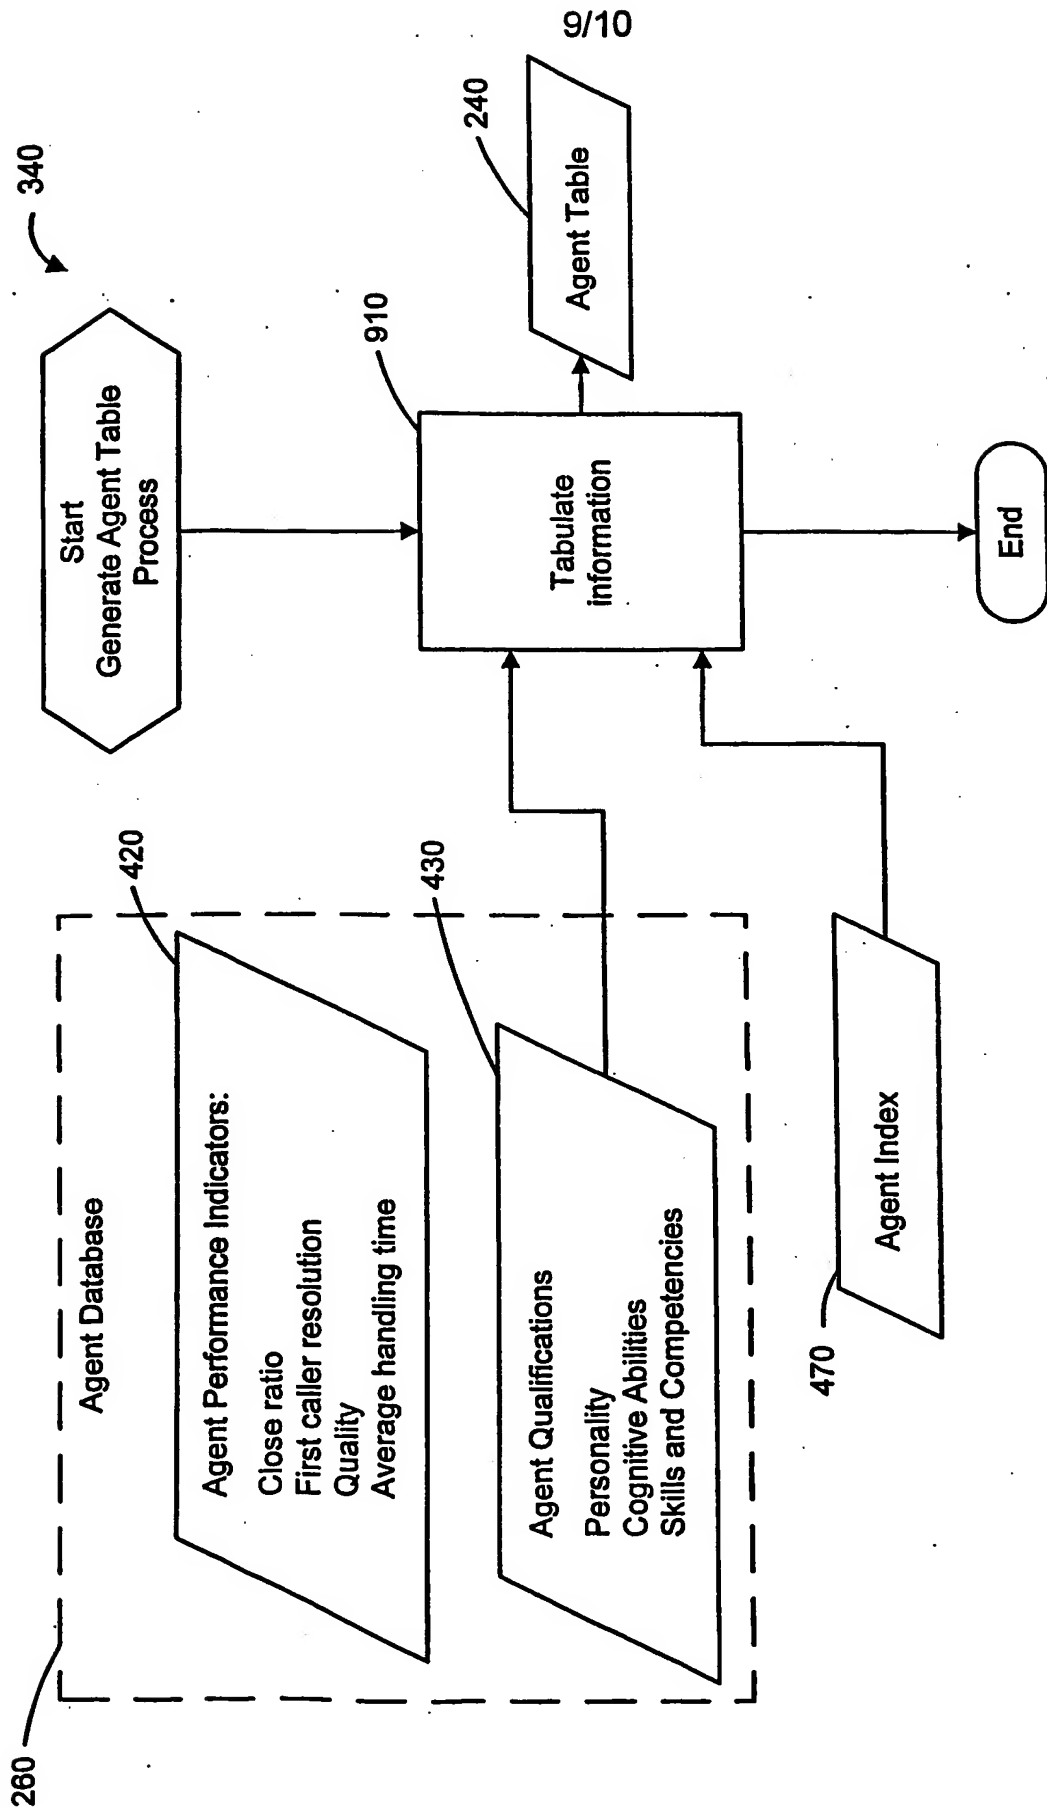 9/10
340
Start
Generate Agent Table
Process
260
Agent Database
420
Agent Performance Indicators:
Close ratio
First caller resolution
Quality
Average handling time
430
Agent Qualifications
Personality
Cognitive Abilities
Skills and Competencies
470
Agent Index
910
Tabulate
information
240
Agent Table
End